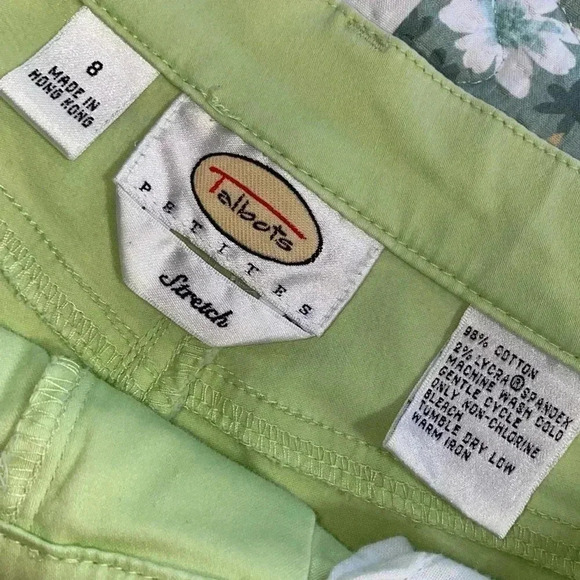 8
MADE IN
HONG KONG
Talbots
PETITES
Stretch
98% COTTON
2% LYCRA®SPANDEX
MACHINE WASH COLD
GENTLE CYCLE
ONLY NON-CHLORINE
BLEACH
TUMBLE DRY LOW
WARM IRON